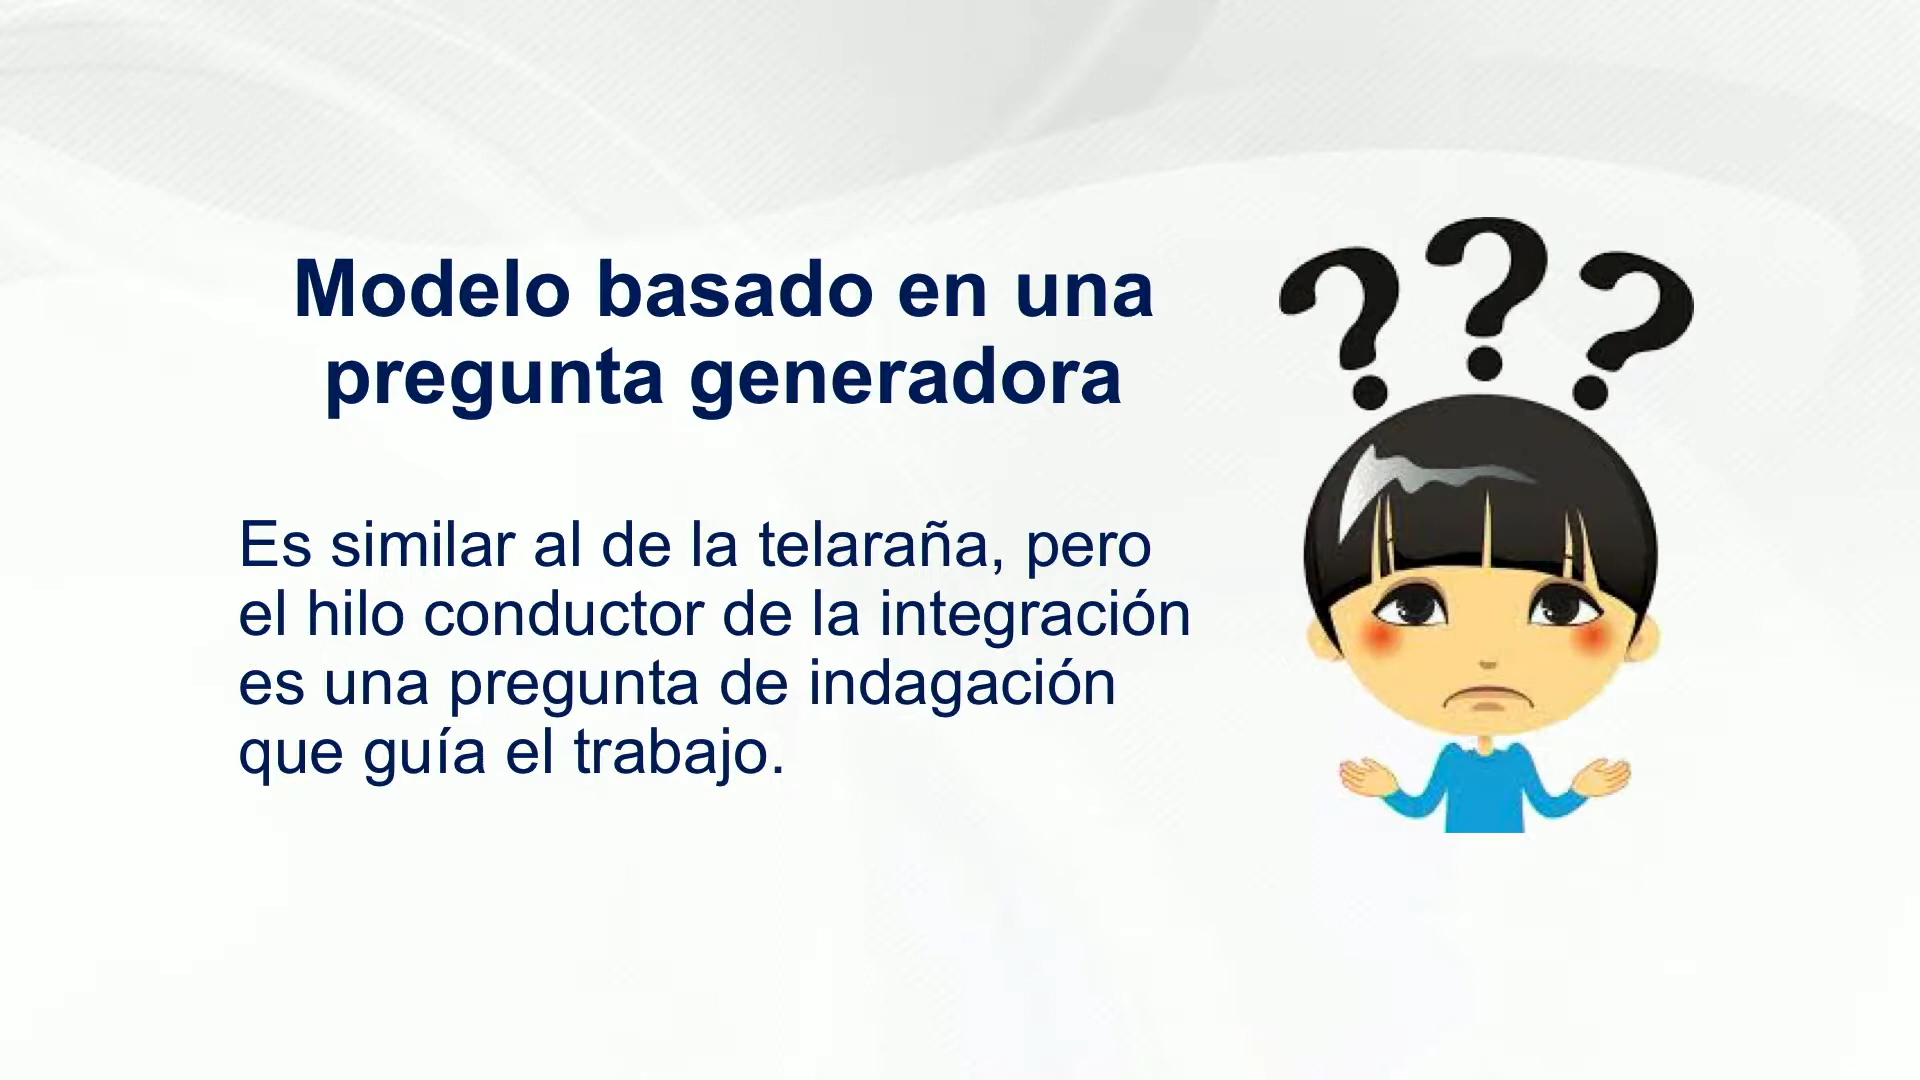 Modelo basado en una
pregunta generadora
Es similar al de la telaraña, pero
el hilo conductor de la integración
es una pregunta de indagación
que guía el trabajo.
???